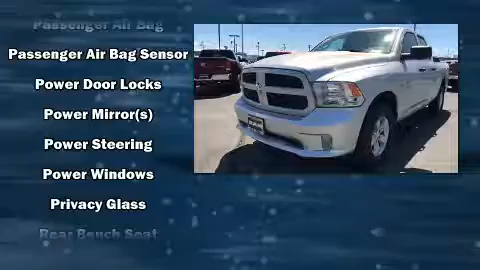 Passenger Air Bag
Passenger Air Bag Sensor
Power Door Locks
Power Mirror(s)
Power Steering
Power Windows
Privacy Glass
Rear Bench Seat